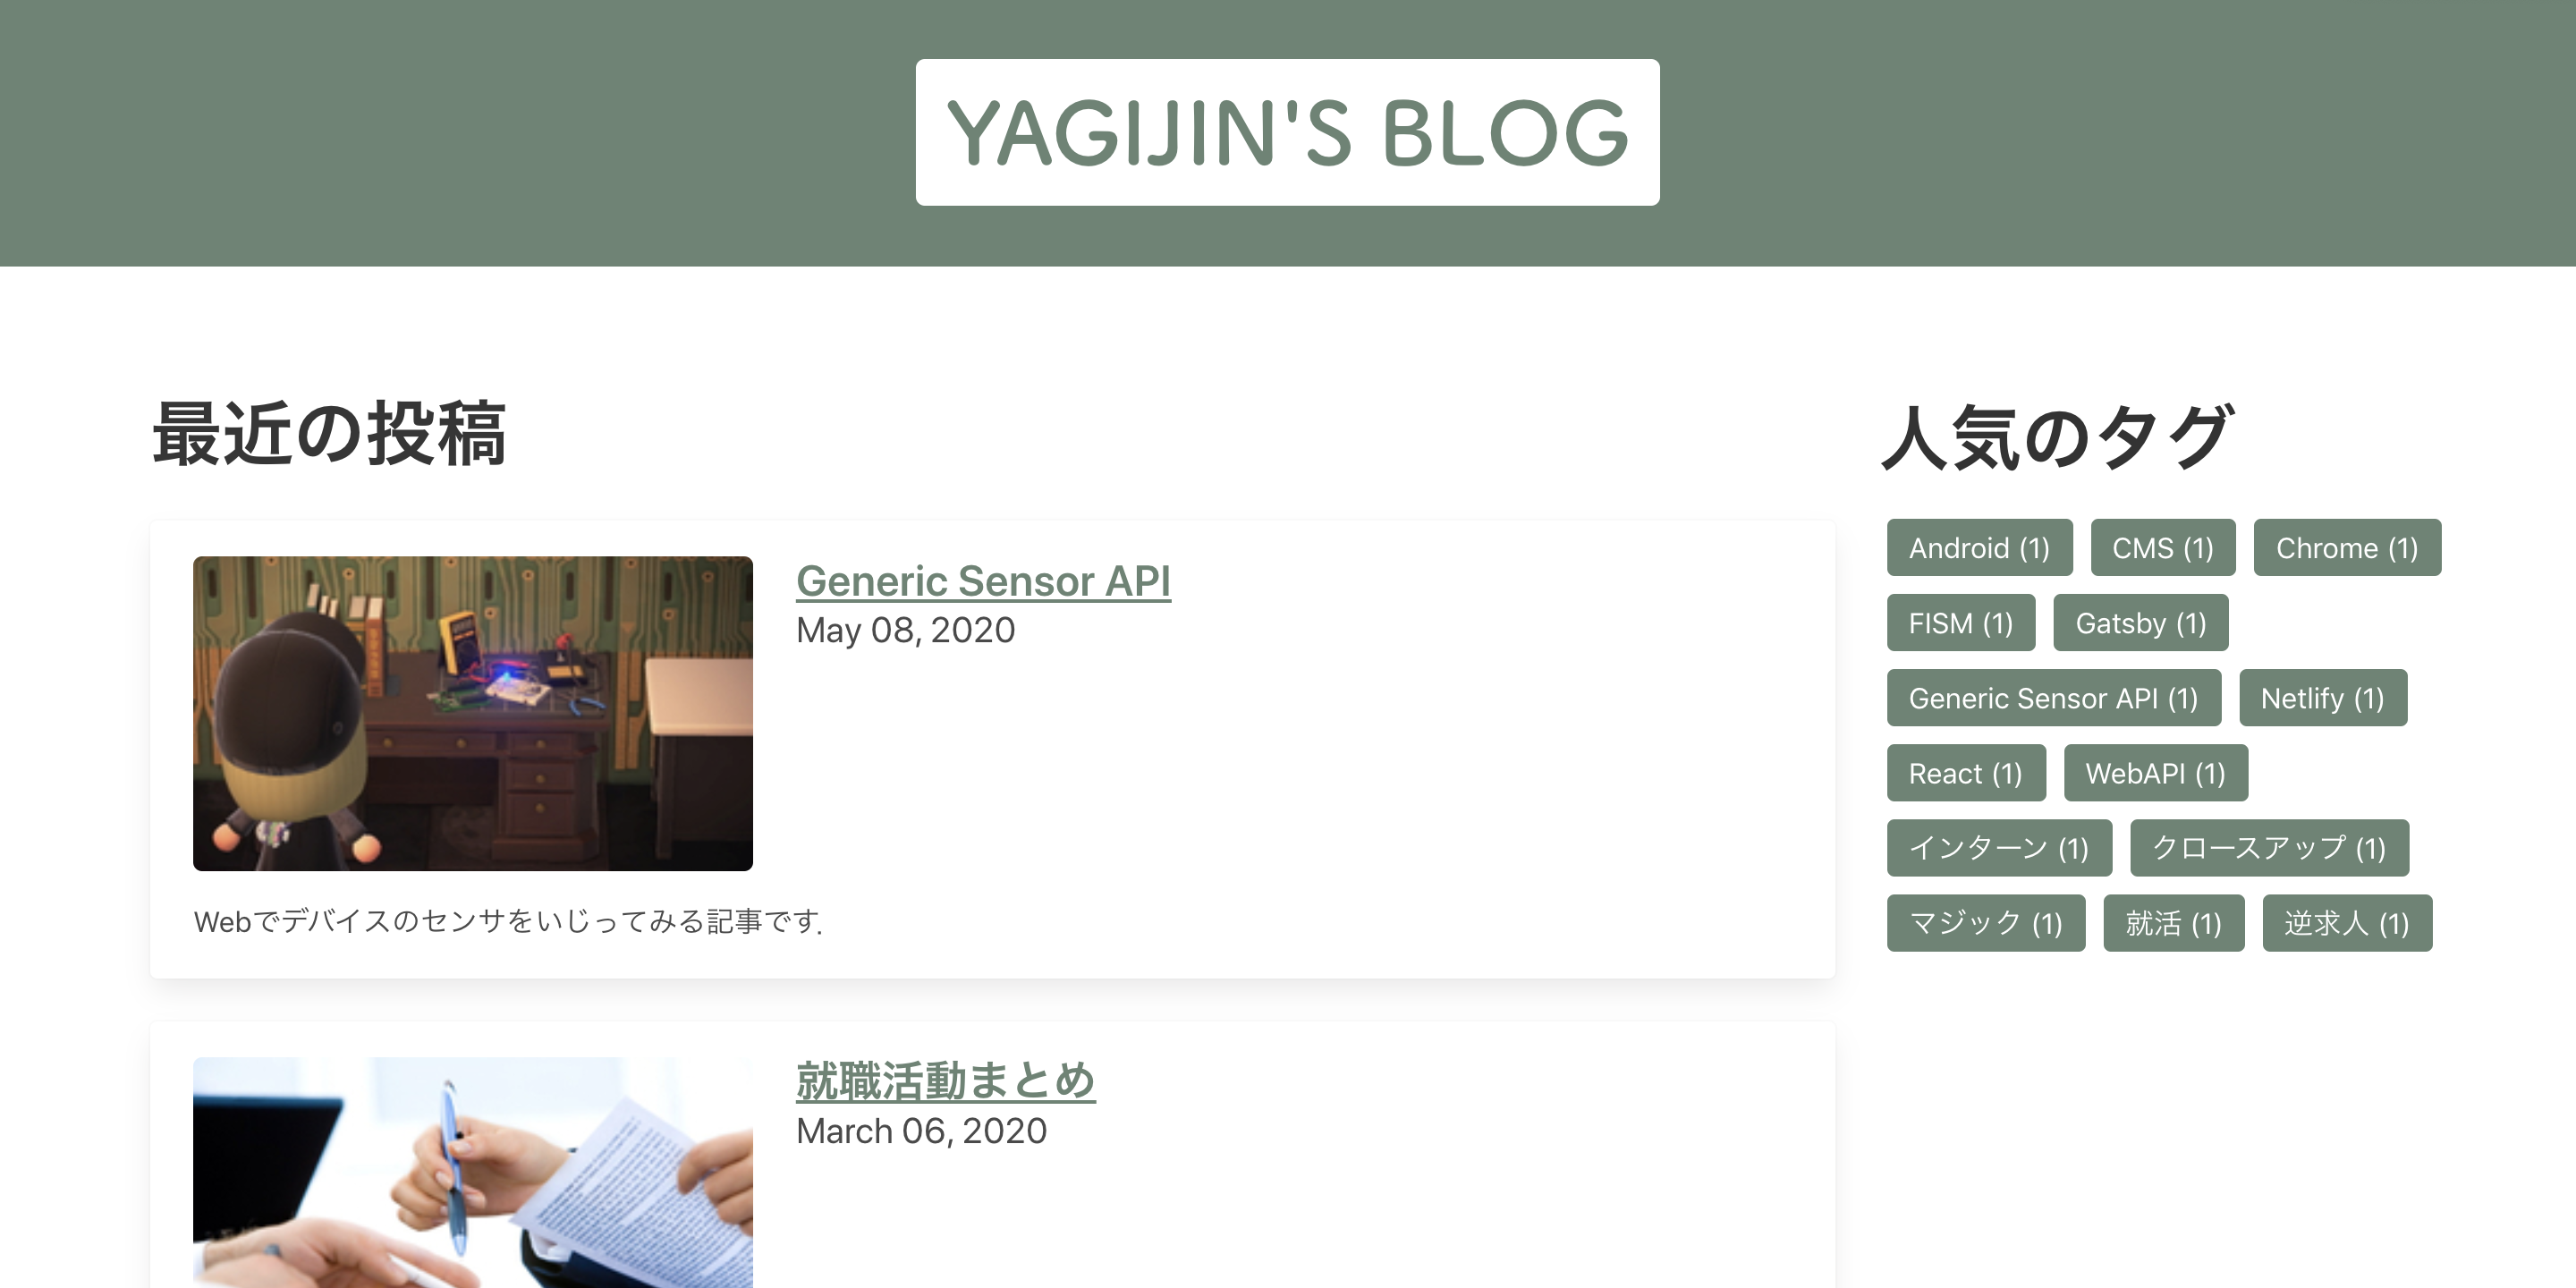 YAGIJIN'S BLOG
最近の投稿
Generic Sensor API
May 08, 2020
Webでデバイスのセンサをいじってみる記事です.
就職活動まとめ
March 06, 2020
人気のタグ
Android (1) CMS (1) Chrome (1)
FISM (1) Gatsby (1)
Generic Sensor API (1) Netlify (1)
React (1) WebAPI (1)
インターン (1) クロースアップ (1)
マジック (1) 就活 (1) 逆求人 (1)